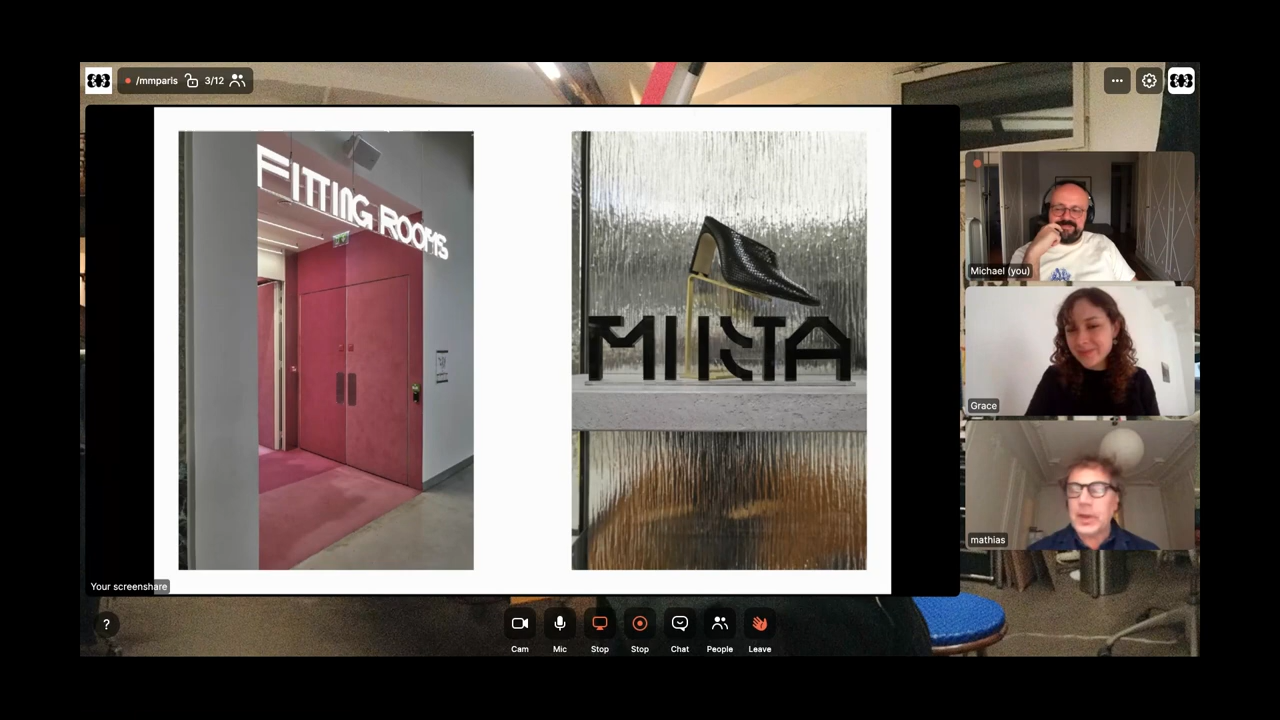 /mmparis
3/12
FITTING ROOMS
MIISTA
Your screenshare
Michael (you)
Grace
mathias
?
Cam
Mic
Stop
Stop
Chat
People
Leave